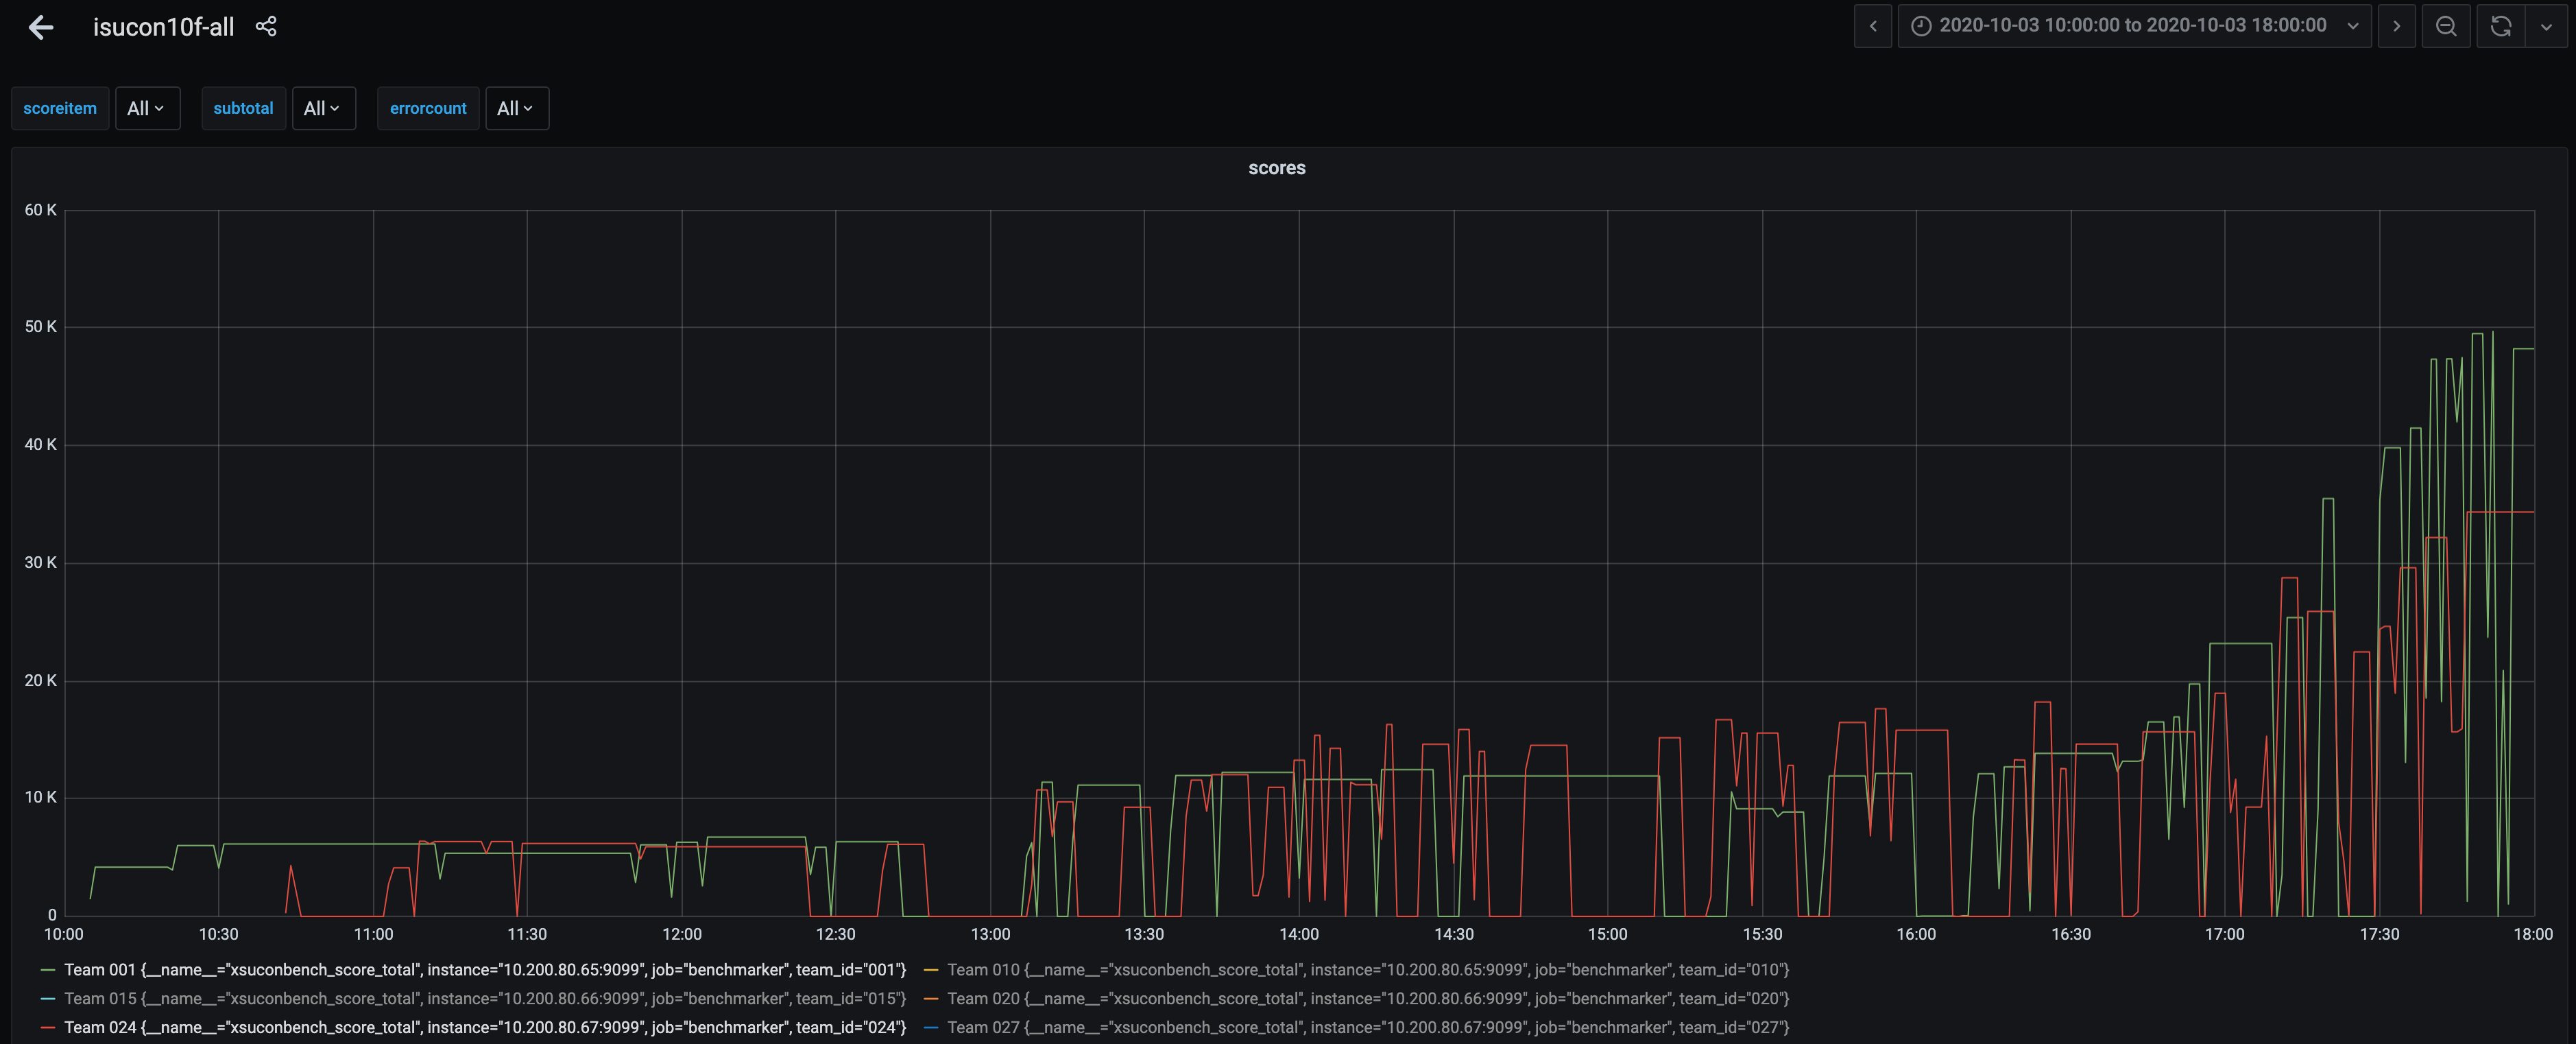 isucon10f-all
2020-10-03 10:00:00 to 2020-10-03 18:00:00
scoreitem All subtotal All errorcount All
scores
60 K
50 K
40 K
30 K
20 K
10 K
0
10:00 10:30 11:00 11:30 12:00 12:30 13:00 13:30 14:00 14:30 15:00 15:30 16:00 16:30 17:00 17:30 18:00
Team 001 {__name__="xsuconbench_score_total", instance="10.200.80.65:9099", job="benchmarker", team_id="001"} Team 010 {__name__="xsuconbench_score_total", instance="10.200.80.65:9099", job="benchmarker", team_id="010"}
Team 015 {__name__="xsuconbench_score_total", instance="10.200.80.66:9099", job="benchmarker", team_id="015"} Team 020 {__name__="xsuconbench_score_total", instance="10.200.80.66:9099", job="benchmarker", team_id="020"}
Team 024 {__name__="xsuconbench_score_total", instance="10.200.80.67:9099", job="benchmarker", team_id="024"} Team 027 {__name__="xsuconbench_score_total", instance="10.200.80.67:9099", job="benchmarker", team_id="027"}